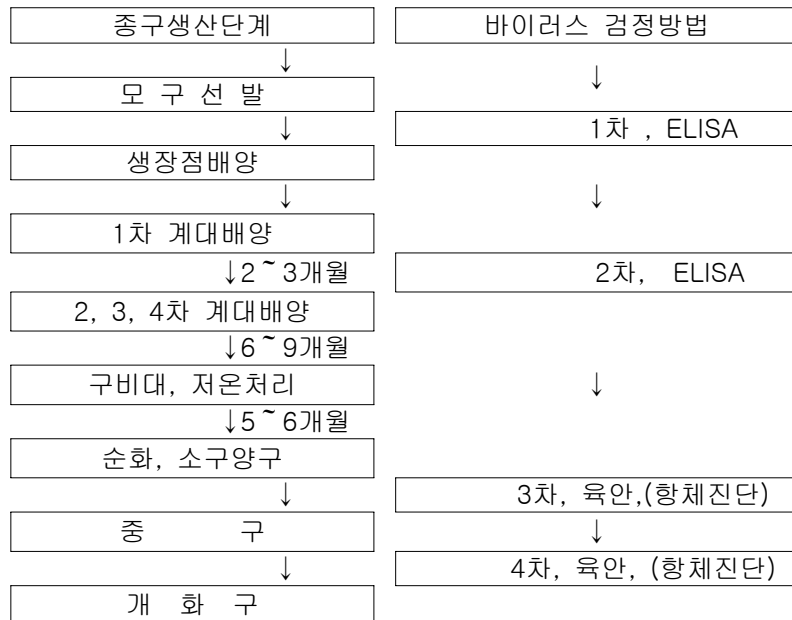 종구생산단계 바이러스 검정방법
↓ ↓
모 구 선 발
↓ 1차 , ELISA
생장점배양
↓ ↓
1차 계대배양
↓2~3개월 2차, ELISA
2, 3, 4차 계대배양
↓6~9개월
구비대, 저온처리 ↓
↓5~6개월
순화, 소구양구
↓ 3차, 육안,(항체진단)
중 구 ↓
↓ 4차, 육안, (항체진단)
개 화 구